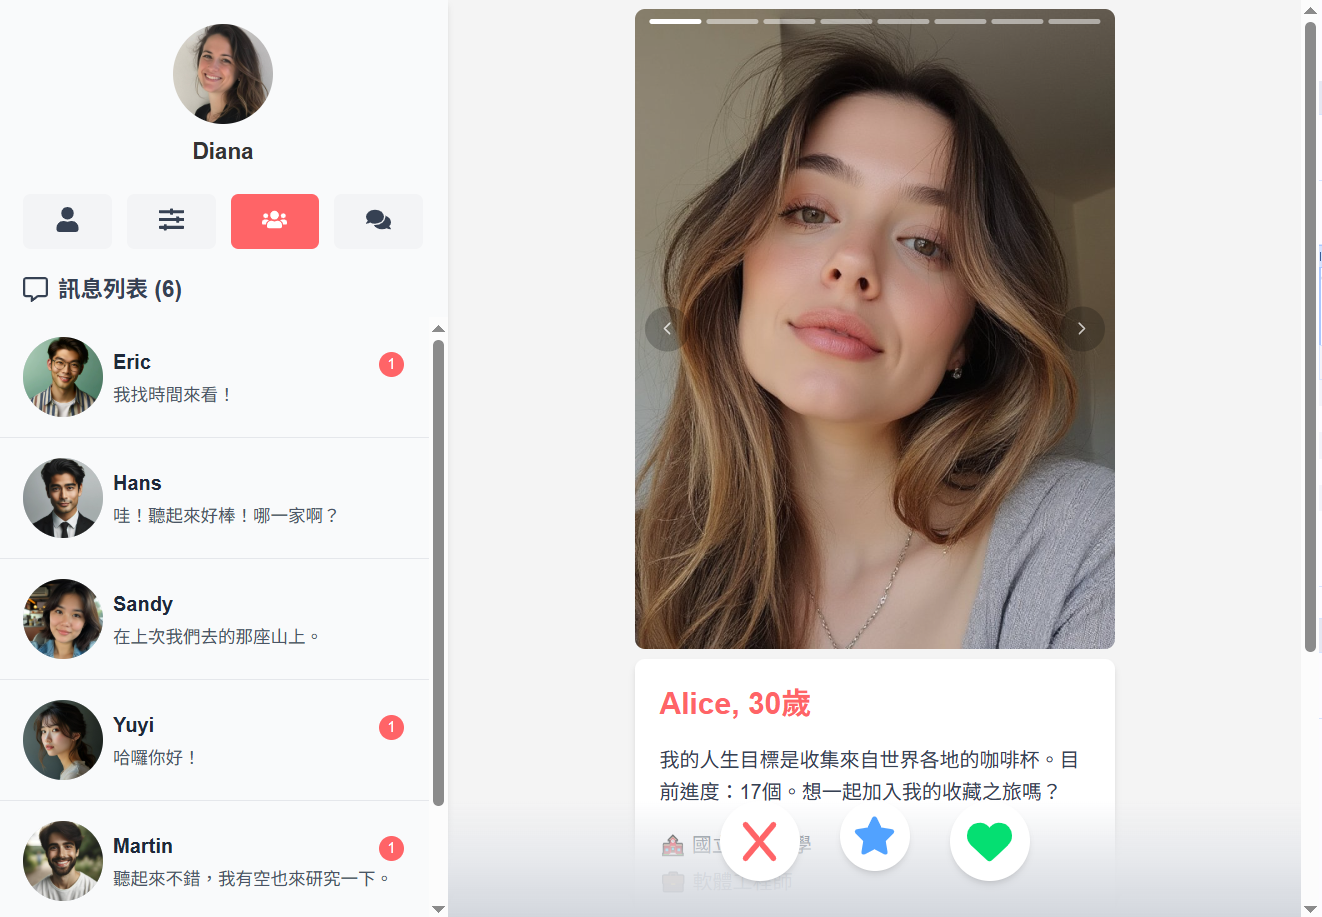 Diana
訊息列表 (6)
Eric
1
我找時間來看！
Hans
哇！聽起來好棒！哪一家啊？
Sandy
在上次我們去的那座山上。
Yuyi
1
哈囉你好！
Martin
1
聽起來不錯，我有空也來研究一下。
Alice, 30歲
我的人生目標是收集來自世界各地的咖啡杯。目
前進度：17個。想一起加入我的收藏之旅嗎？
國立 學
軟體工程師